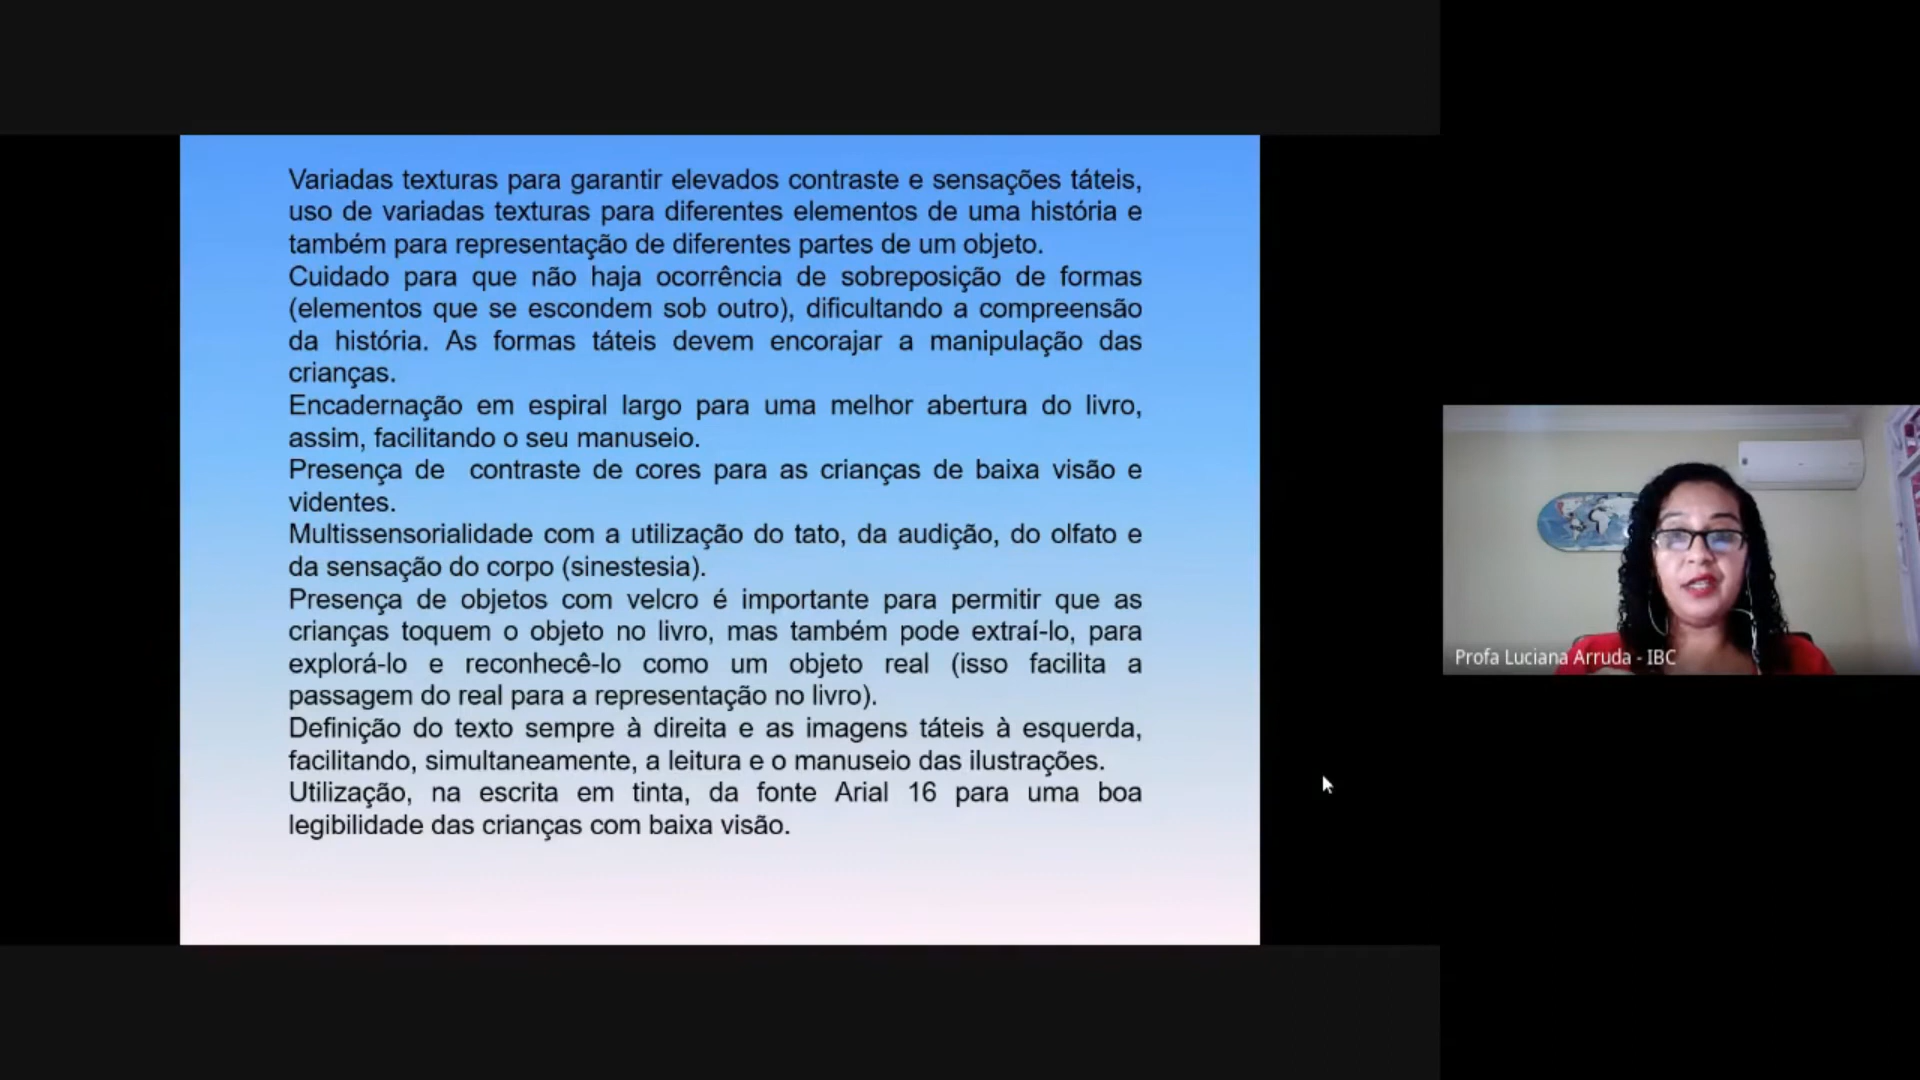 Variadas texturas para garantir elevados contraste e sensações táteis,
uso de variadas texturas para diferentes elementos de uma história e
também para representação de diferentes partes de um objeto.
Cuidado para que não haja ocorrência de sobreposição de formas
(elementos que se escondem sob outro), dificultando a compreensão
da história. As formas táteis devem encorajar a manipulação das
crianças.
Encadernação em espiral largo para uma melhor abertura do livro,
assim, facilitando o seu manuseio.
Presença de contraste de cores para as crianças de baixa visão e
videntes.
Multissensorialidade com a utilização do tato, da audição, do olfato e
da sensação do corpo (sinestesia).
Presença de objetos com velcro é importante para permitir que as
crianças toquem o objeto no livro, mas também pode extraí-lo, para
explorá-lo e reconhecê-lo como um objeto real (isso facilita a
passagem do real para a representação no livro).
Definição do texto sempre à direita e as imagens táteis à esquerda,
facilitando, simultaneamente, a leitura e o manuseio das ilustrações.
Utilização, na escrita em tinta, da fonte Arial 16 para uma boa
legibilidade das crianças com baixa visão.
Profa Luciana Arruda - IBC